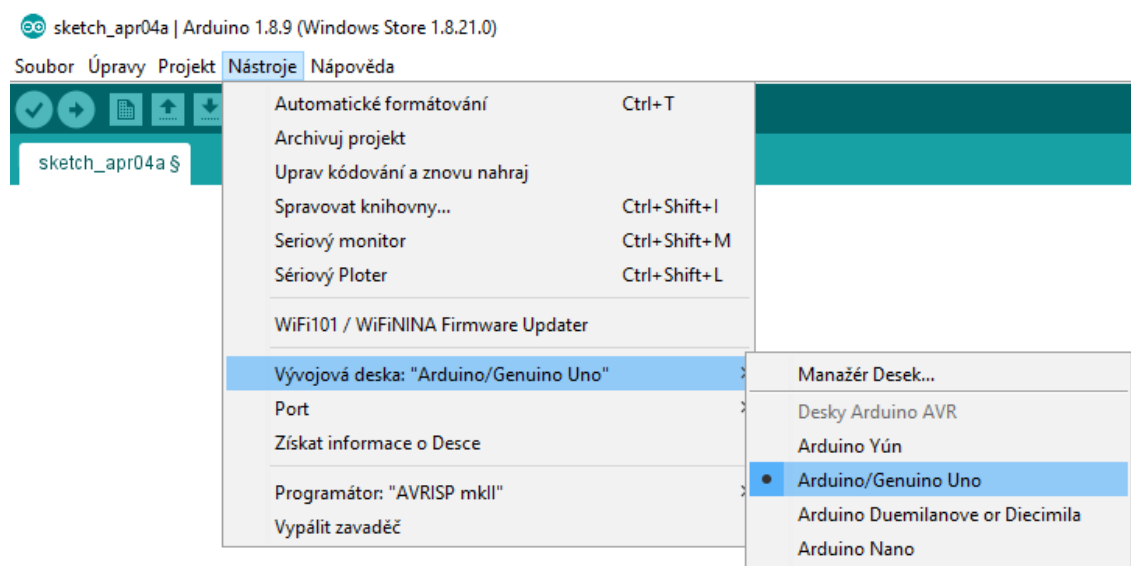 sketch_apr04a | Arduino 1.8.9 (Windows Store 1.8.21.0)
Soubor Úpravy Projekt Nástroje Nápověda
sketch_apr04a §
Automatické formátování Ctrl+T
Archivuj projekt
Uprav kódování a znovu nahraj
Spravovat knihovny... Ctrl+Shift+I
Seriový monitor Ctrl+Shift+M
Sériový Ploter Ctrl+Shift+L
WiFi101 / WiFiNINA Firmware Updater
Vývojová deska: "Arduino/Genuino Uno"
Port
Získat informace o Desce
Programátor: "AVRISP mkII"
Vypálit zavaděč
Manažér Desek...
Desky Arduino AVR
Arduino Yún
Arduino/Genuino Uno
Arduino Duemilanove or Diecimila
Arduino Nano